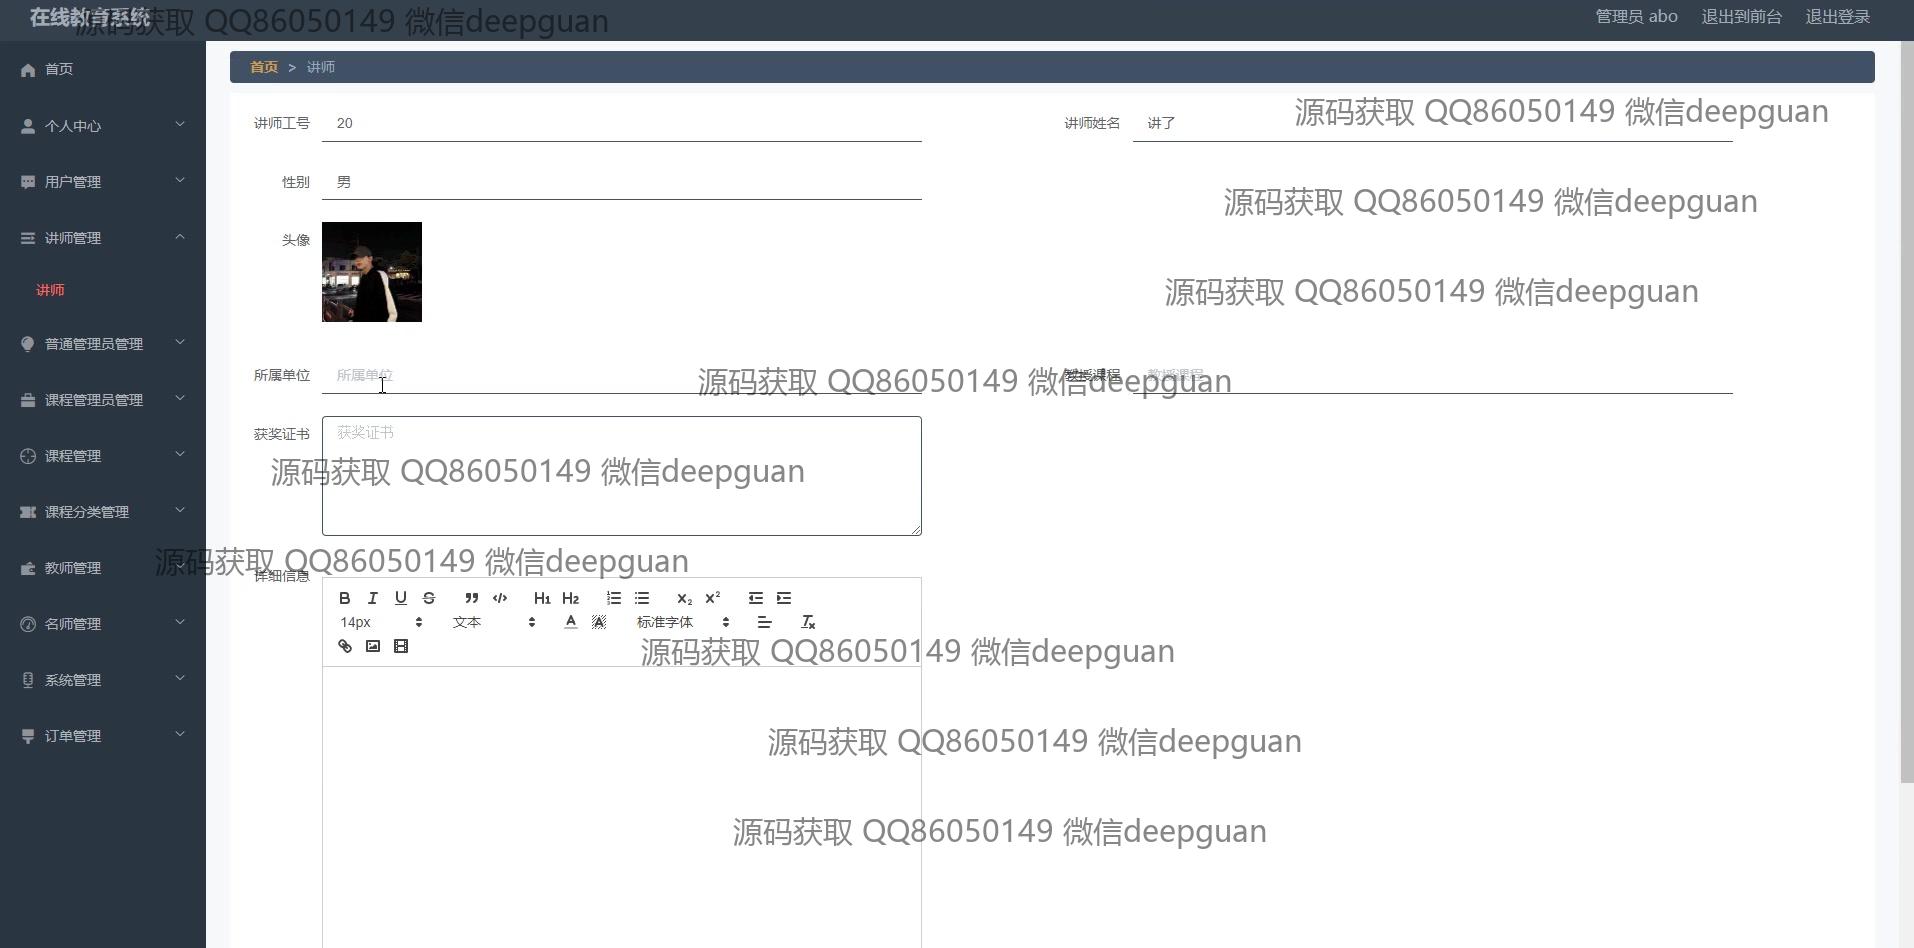 在线教育系统
源码获取 QQ86050149 微信deepguan
管理员 abo 退出到前台 退出登录
首页
个人中心
用户管理
讲师管理
讲师
普通管理员管理
课程管理员管理
课程管理
课程分类管理
教师管理
名师管理
系统管理
订单管理
首页 > 讲师
讲师工号 20
讲师姓名 讲了
源码获取 QQ86050149 微信deepguan
性别 男
源码获取 QQ86050149 微信deepguan
头像
源码获取 QQ86050149 微信deepguan
所属单位 所属单位
教授课程 教授课程
源码获取 QQ86050149 微信deepguan
获奖证书 获奖证书
源码获取 QQ86050149 微信deepguan
源码获取 QQ86050149 微信deepguan
详细信息
B I U S H1 H2 X2 X2
14px 文本 A A 标准字体 Tx
源码获取 QQ86050149 微信deepguan
源码获取 QQ86050149 微信deepguan
源码获取 QQ86050149 微信deepguan